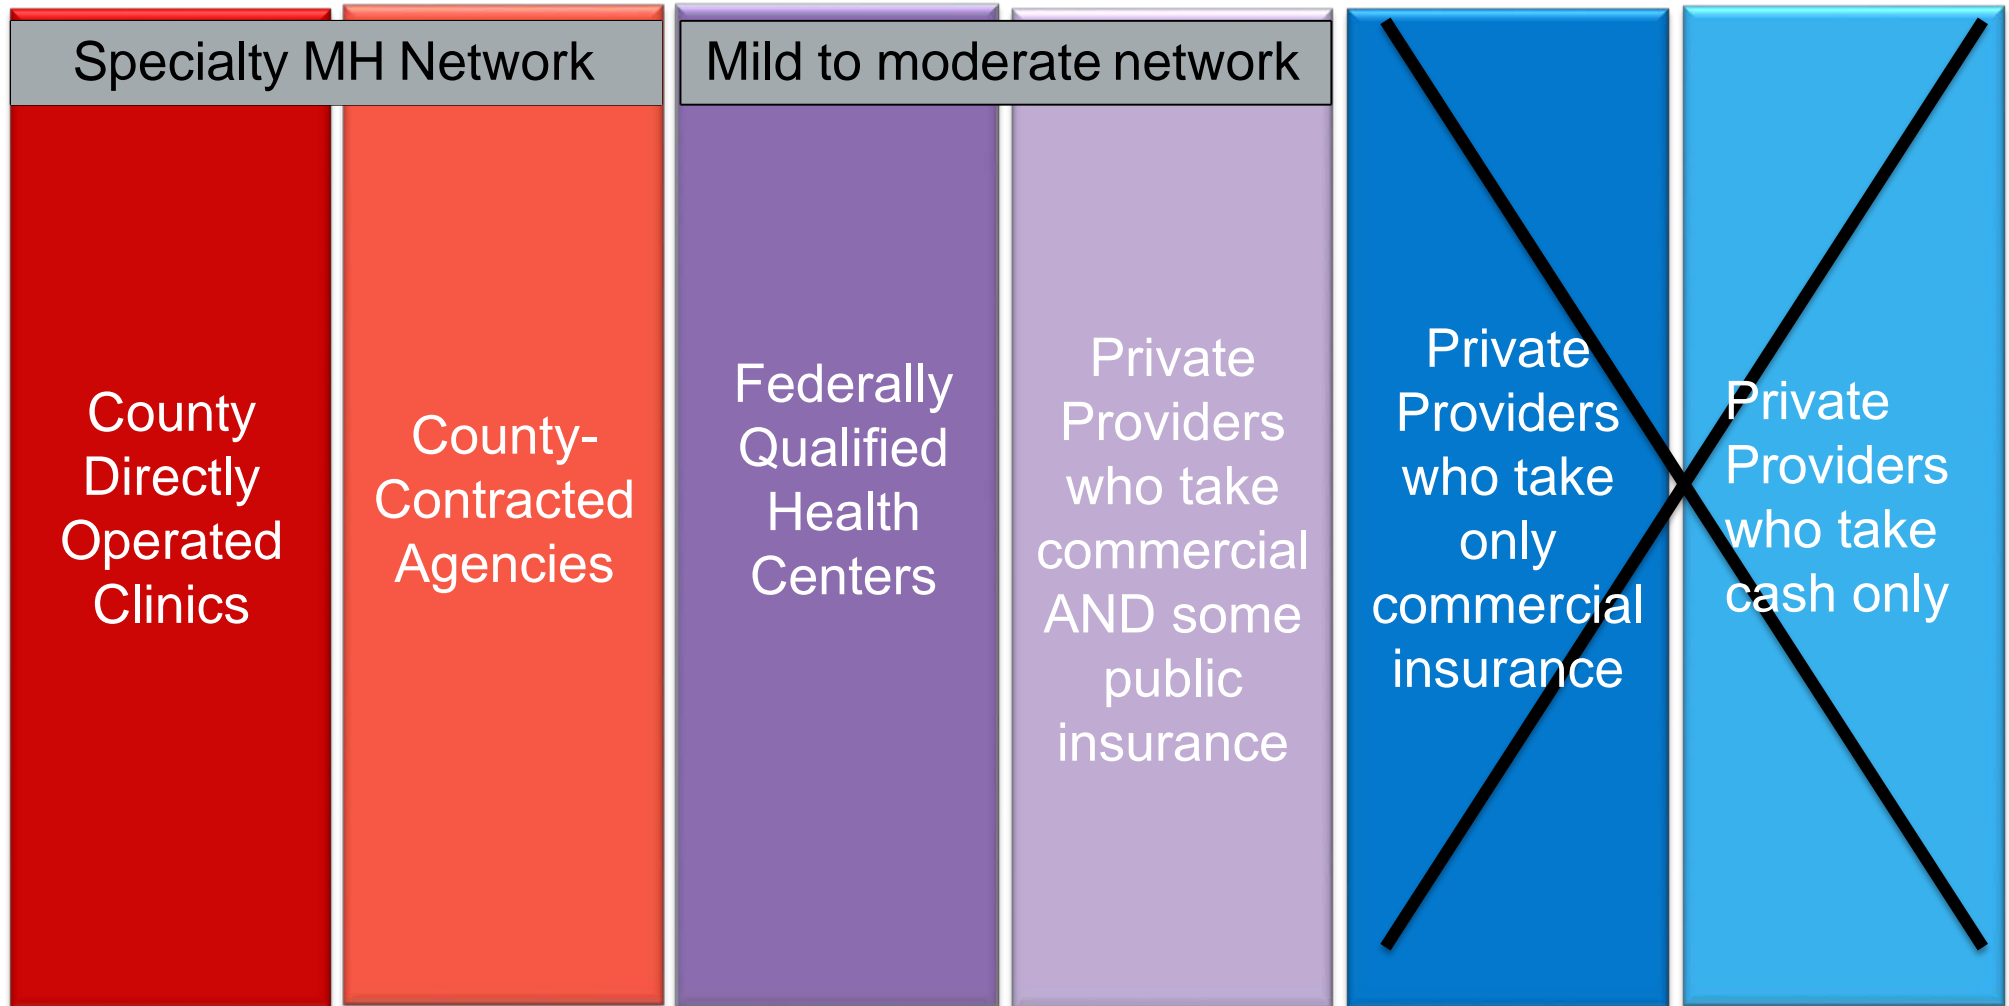 Specialty MH Network
Mild to moderate network
County
Directly
Operated
Clinics
County-
Contracted
Agencies
Federally
Qualified
Health
Centers
Private
Providers
who take
commercial
AND some
public
insurance
Private
Providers
who take
only
commercial
insurance
Private
Providers
who take
cash only